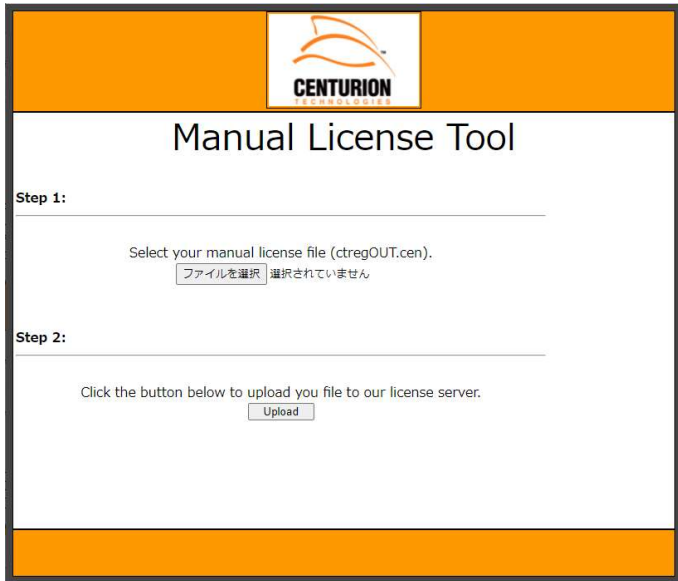 ™
CENTURION
TECHNOLOGIES
Manual License Tool
Step 1:
Select your manual license file (ctregOUT.cen).
ファイルを選択 選択されていません
Step 2:
Click the button below to upload you file to our license server.
Upload